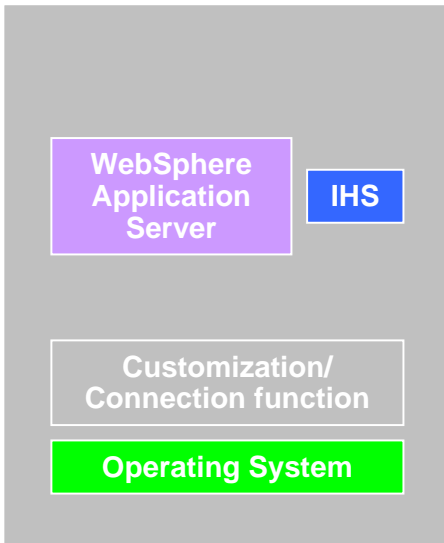 WebSphere
Application
Server
IHS
Customization/
Connection function
Operating System